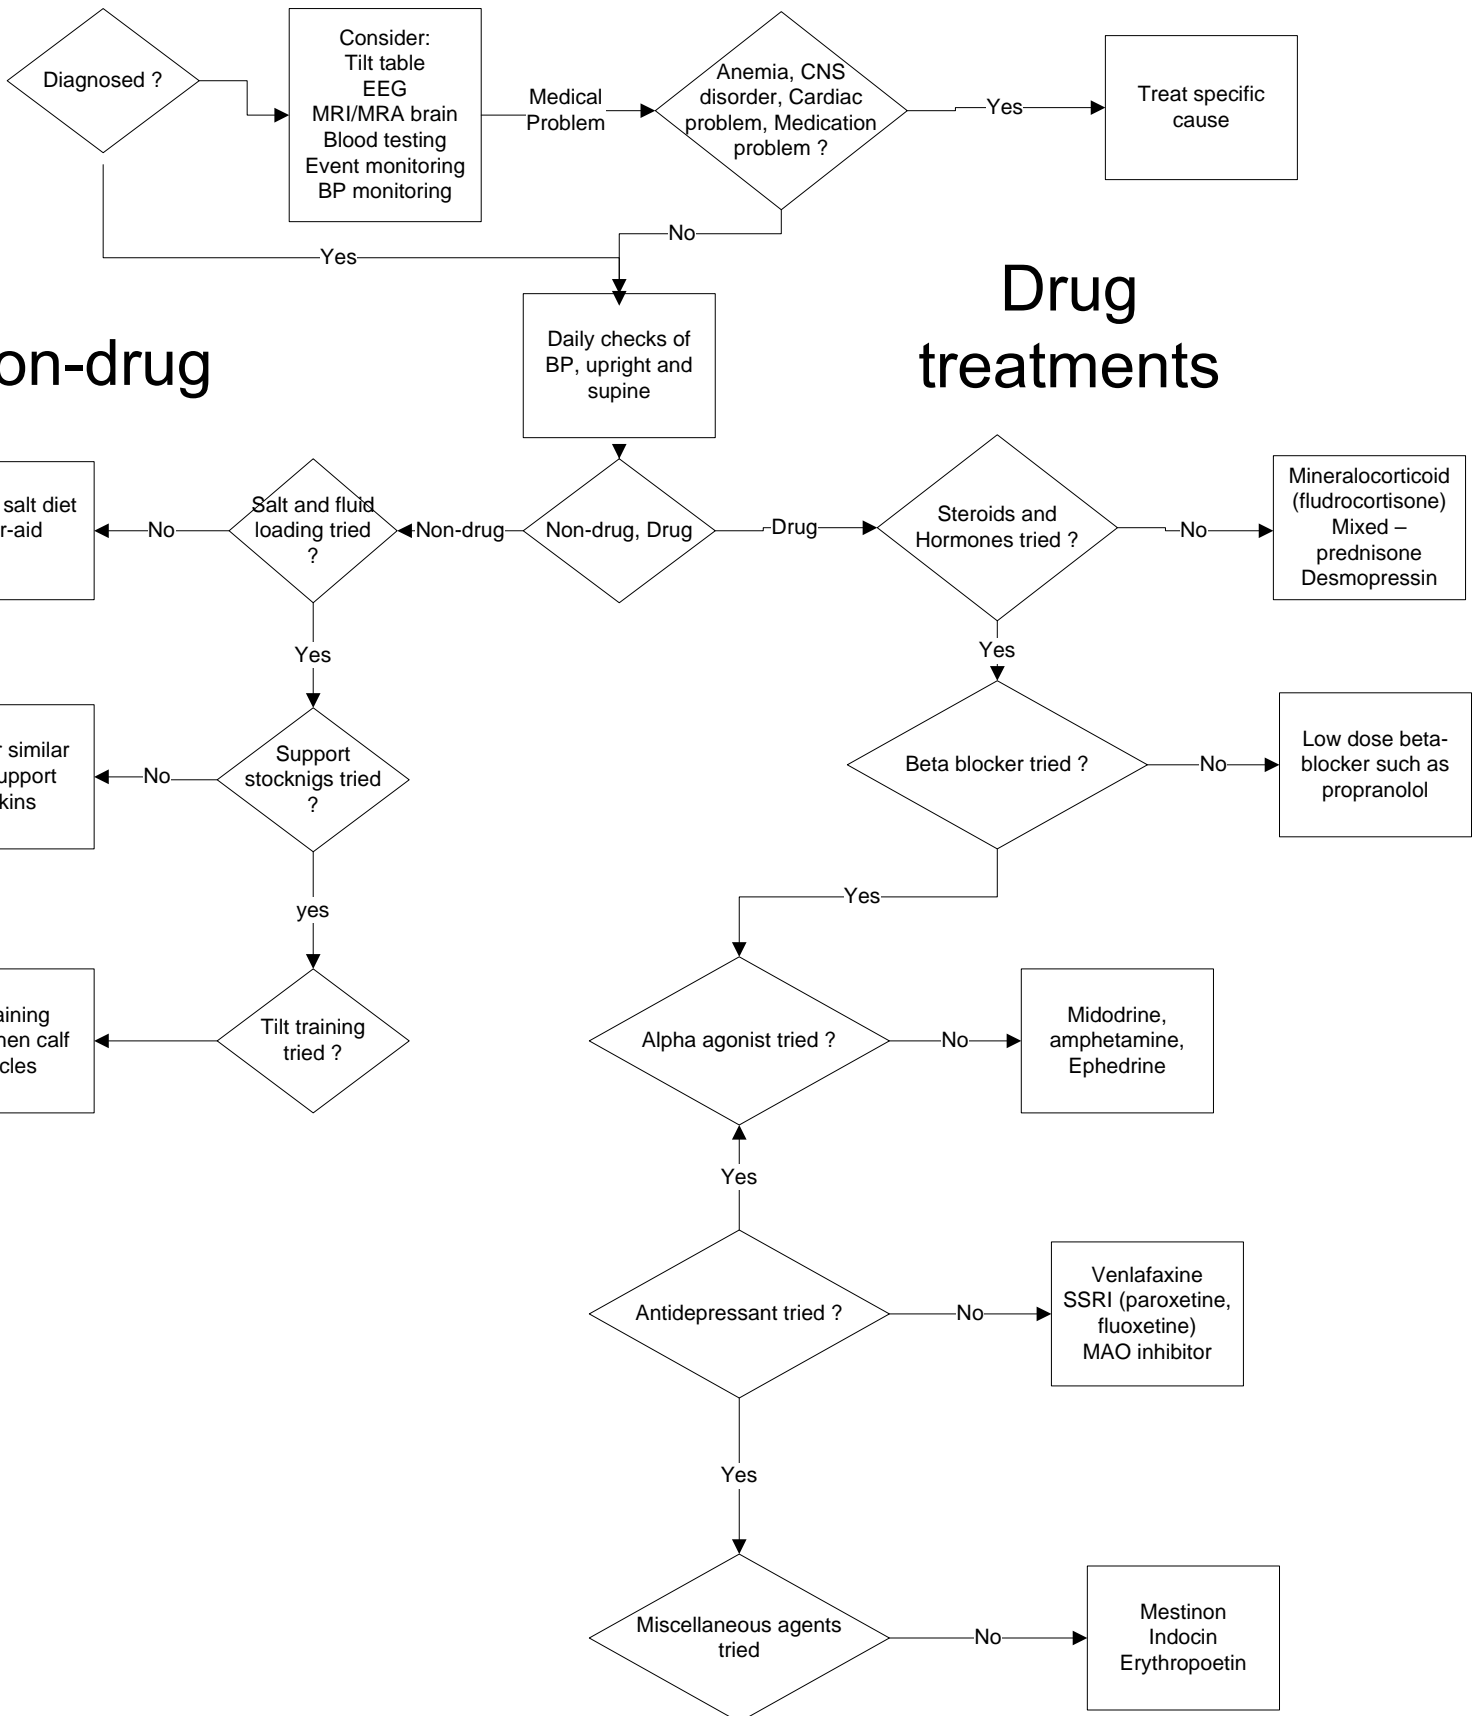 Diagnosed ?
Consider:
Tilt table
EEG
MRI/MRA brain
Blood testing
Event monitoring
BP monitoring
Medical
Problem
Anemia, CNS
disorder, Cardiac
problem, Medication
problem ?
Yes
Treat specific
cause
No
Yes
Daily checks of
BP, upright and
supine
on-drug
Drug
treatments
salt diet
r-aid
No
Salt and fluid
loading tried
?
Non-drug
Non-drug, Drug
Drug
Steroids and
Hormones tried ?
No
Mineralocorticoid
(fludrocortisone)
Mixed –
prednisone
Desmopressin
Yes
Yes
r similar
upport
kins
No
Support
stocknigs tried
?
Beta blocker tried ?
No
Low dose beta-
blocker such as
propranolol
yes
Yes
aining
hen calf
cles
Tilt training
tried ?
Alpha agonist tried ?
No
Midodrine,
amphetamine,
Ephedrine
Yes
Antidepressant tried ?
No
Venlafaxine
SSRI (paroxetine,
fluoxetine)
MAO inhibitor
Yes
Miscellaneous agents
tried
No
Mestinon
Indocin
Erythropoetin